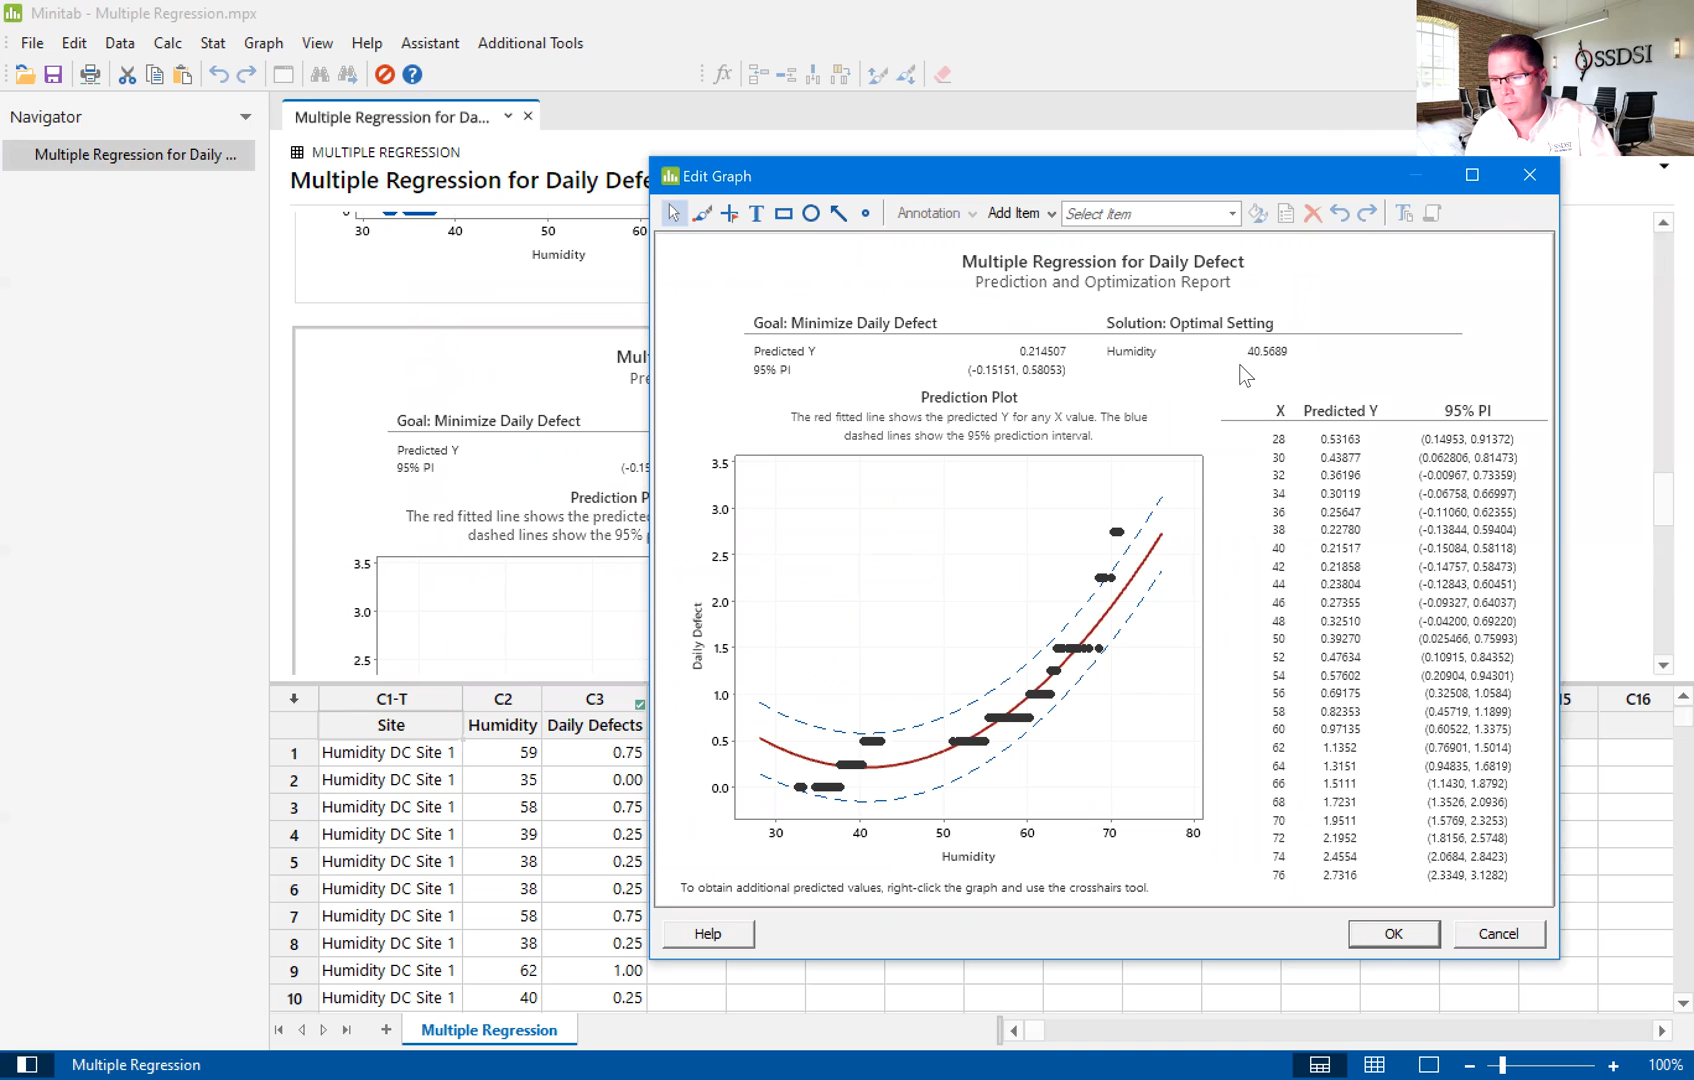 Minitab - Multiple Regression.mpx
File Edit Data Calc Stat Graph View Help Assistant Additional Tools
fx
SSDSI
SSDSI
Navigator
Multiple Regression for Daily ...
Multiple Regression for Da...
MULTIPLE REGRESSION
Multiple Regression for Daily Defe
0
30 40 50 60
Humidity
Mul
Pre
Goal: Minimize Daily Defect
Predicted Y
95% PI (-0.15
Prediction P
The red fitted line shows the predicte
dashed lines show the 95%
3.5
3.0
2.5
Edit Graph
T Annotation Add Item Select Item
Multiple Regression for Daily Defect
Prediction and Optimization Report
Goal: Minimize Daily Defect
Predicted Y 0.214507
95% PI (-0.15151, 0.58053)
Solution: Optimal Setting
Humidity 40.5689
Prediction Plot
The red fitted line shows the predicted Y for any X value. The blue
dashed lines show the 95% prediction interval.
3.5
3.0
2.5
2.0
1.5
1.0
0.5
0.0
Daily Defect
30 40 50 60 70 80
Humidity
X Predicted Y 95% PI
28 0.53163 (0.14953, 0.91372)
30 0.43877 (0.062806, 0.81473)
32 0.36196 (-0.00967, 0.73359)
34 0.30119 (-0.06758, 0.66997)
36 0.25647 (-0.11060, 0.62355)
38 0.22780 (-0.13844, 0.59404)
40 0.21517 (-0.15084, 0.58118)
42 0.21858 (-0.14757, 0.58473)
44 0.23804 (-0.12843, 0.60451)
46 0.27355 (-0.09327, 0.64037)
48 0.32510 (-0.04200, 0.69220)
50 0.39270 (0.025466, 0.75993)
52 0.47634 (0.10915, 0.84352)
54 0.57602 (0.20904, 0.94301)
56 0.69175 (0.32508, 1.0584)
58 0.82353 (0.45719, 1.1899)
60 0.97135 (0.60522, 1.3375)
62 1.1352 (0.76901, 1.5014)
64 1.3151 (0.94835, 1.6819)
66 1.5111 (1.1430, 1.8792)
68 1.7231 (1.3526, 2.0936)
70 1.9511 (1.5769, 2.3253)
72 2.1952 (1.8156, 2.5748)
74 2.4554 (2.0684, 2.8423)
76 2.7316 (2.3349, 3.1282)
To obtain additional predicted values, right-click the graph and use the crosshairs tool.
Help OK Cancel
C1-T C2 C3 15 C16
Site Humidity Daily Defects
1 Humidity DC Site 1 59 0.75
2 Humidity DC Site 1 35 0.00
3 Humidity DC Site 1 58 0.75
4 Humidity DC Site 1 39 0.25
5 Humidity DC Site 1 38 0.25
6 Humidity DC Site 1 38 0.25
7 Humidity DC Site 1 58 0.75
8 Humidity DC Site 1 38 0.25
9 Humidity DC Site 1 62 1.00
10 Humidity DC Site 1 40 0.25
Multiple Regression
Multiple Regression 100%